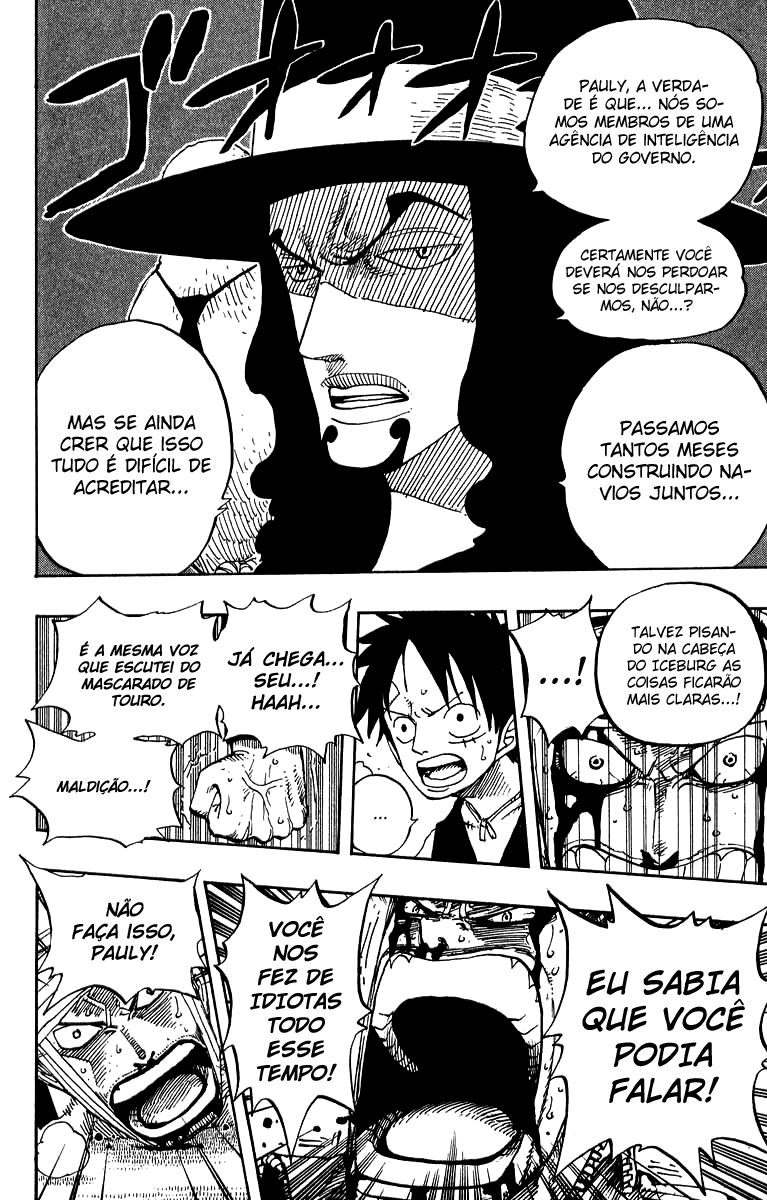 ゴオオオ
PAULY, A VERDA-
DE É QUE... NÓS SO-
MOS MEMBROS DE UMA
AGÊNCIA DE INTELIGÊNCIA
DO GOVERNO.
CERTAMENTE VOCÊ
DEVERÁ NOS PERDOAR
SE NOS DESCULPAR-
MOS, NÃO...?
PASSAMOS
TANTOS MESES
CONSTRUINDO NA-
VIOS JUNTOS...
MAS SE AINDA
CRER QUE ISSO
TUDO É DIFÍCIL DE
ACREDITAR...
TALVEZ PISAN-
DO NA CABEÇA
DO ICEBURG AS
COISAS FICARÃO
MAIS CLARAS...!
...!
...
JÁ CHEGA...
SEU...!
HAAH...
É A MESMA VOZ
QUE ESCUTEI DO
MASCARADO DE
TOURO.
MALDIÇÃO...!
EU SABIA
QUE VOCÊ
PODIA
FALAR!
VOCÊ
NOS
FEZ DE
IDIOTAS
TODO
ESSE
TEMPO!
NÃO
FAÇA ISSO,
PAULY!